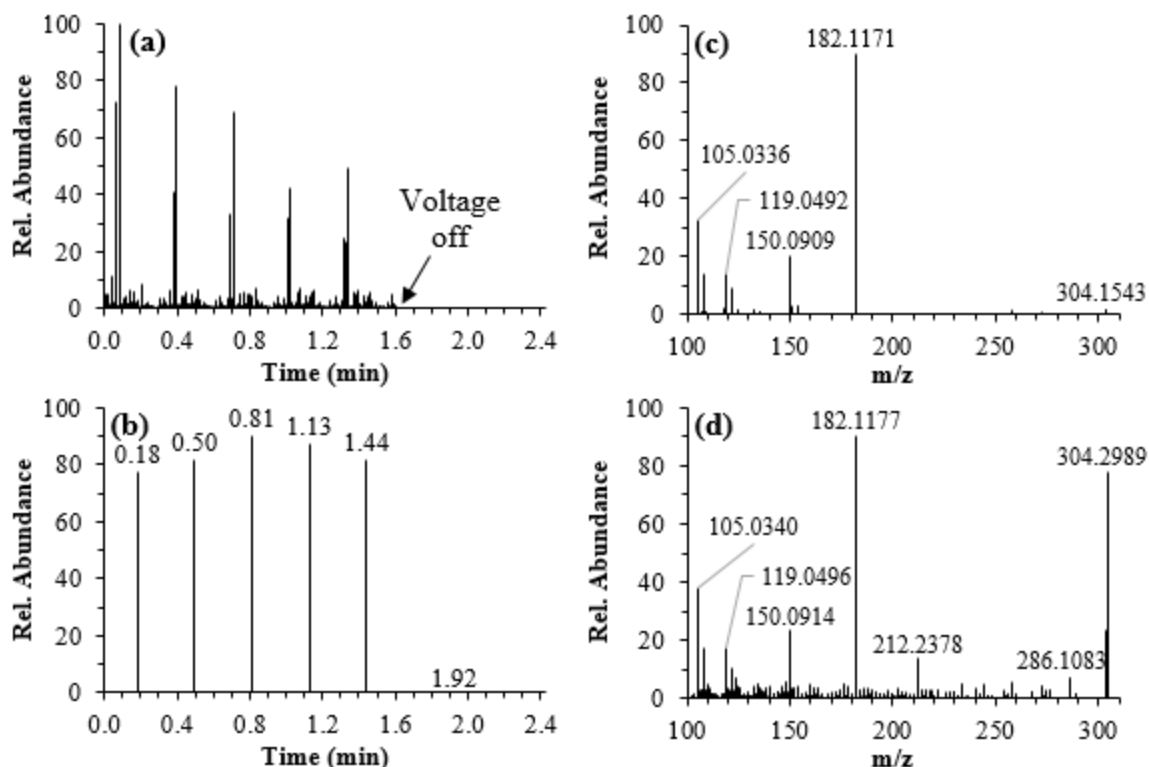 (a)
Rel. Abundance
100
80
60
40
20
0
Voltage
off
0.0 0.4 0.8 1.2 1.6 2.0 2.4
Time (min)
(c)
Rel. Abundance
100
80
60
40
20
0
182.1171
105.0336
119.0492
150.0909
304.1543
100 150 200 250 300
m/z
(b)
Rel. Abundance
100
80
60
40
20
0
0.18 0.50 0.81 1.13 1.44
1.92
0.0 0.4 0.8 1.2 1.6 2.0 2.4
Time (min)
(d)
Rel. Abundance
100
80
60
40
20
0
182.1177
304.2989
105.0340
119.0496
150.0914
212.2378
286.1083
100 150 200 250 300
m/z